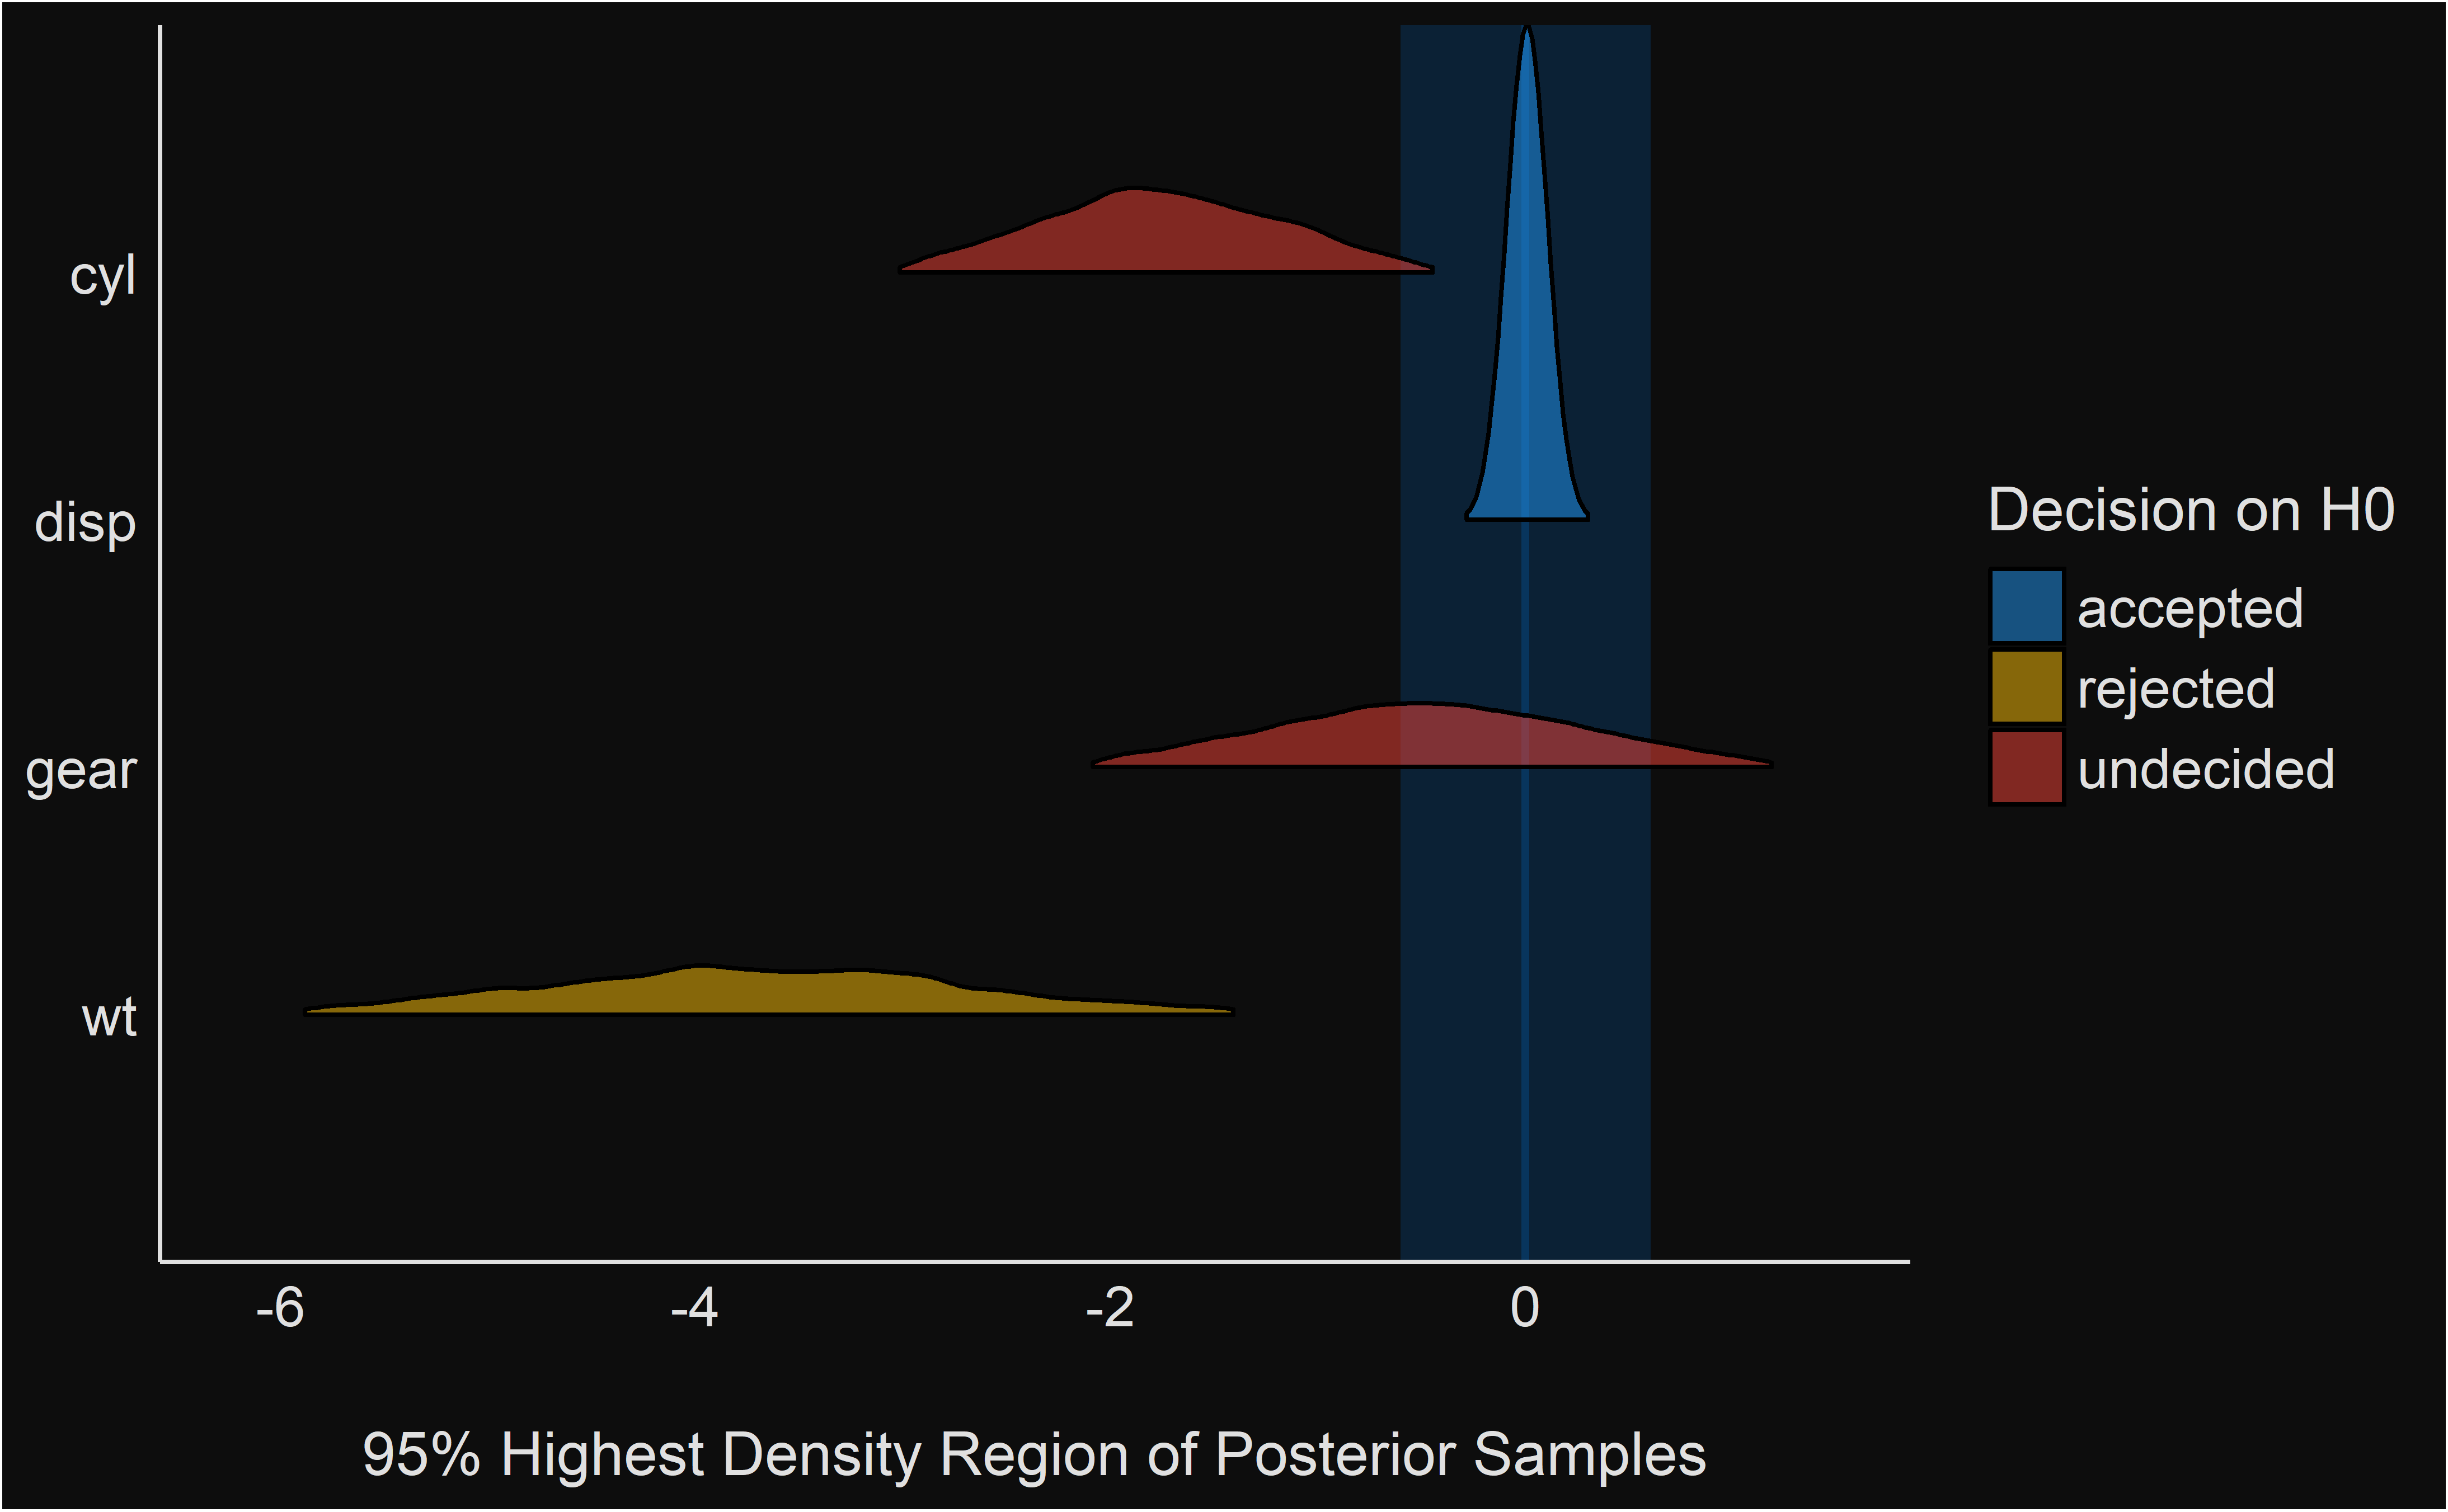 cyl
disp
gear
wt
-6 -4 -2 0
95% Highest Density Region of Posterior Samples
Decision on H0
accepted
rejected
undecided